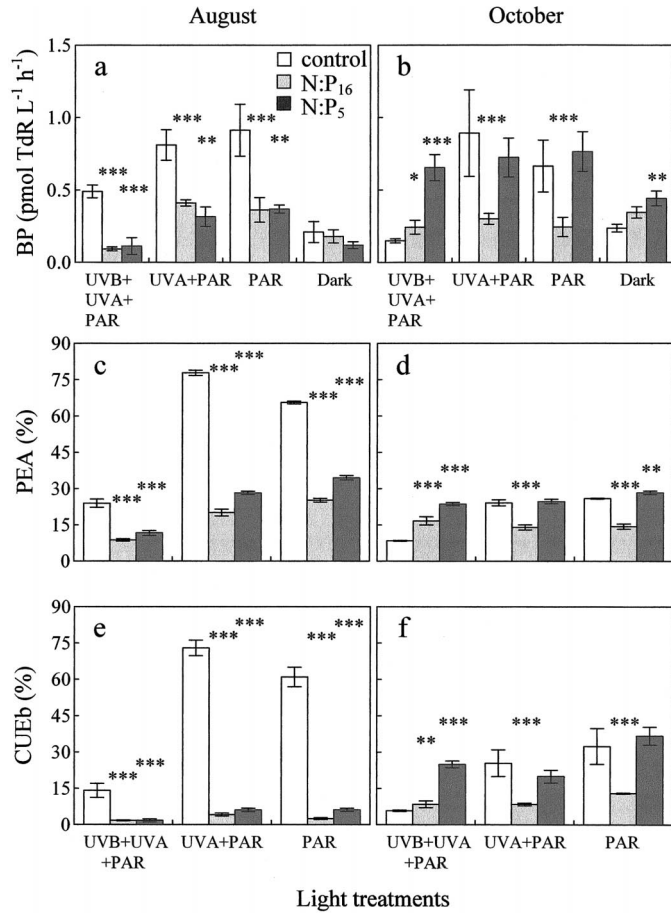 August October
1.5
1.0
0.5
0.0
BP (pmol TdR L⁻¹ h⁻¹)
a
*** *** *** ** *** **
control
N:P₁₆
N:P₅
b
* *** *** *** **
UVB+ UVA+PAR PAR Dark
UVA+
PAR
UVB+ UVA+PAR PAR Dark
UVA+
PAR
90
75
60
45
30
15
0
PEA (%)
c
*** *** *** *** *** ***
d
*** *** *** *** **
90
75
60
45
30
15
0
CUEb (%)
e
*** *** *** *** *** ***
f
** *** *** ***
UVB+UVA UVA+PAR PAR
+PAR
UVB+UVA UVA+PAR PAR
+PAR
Light treatments